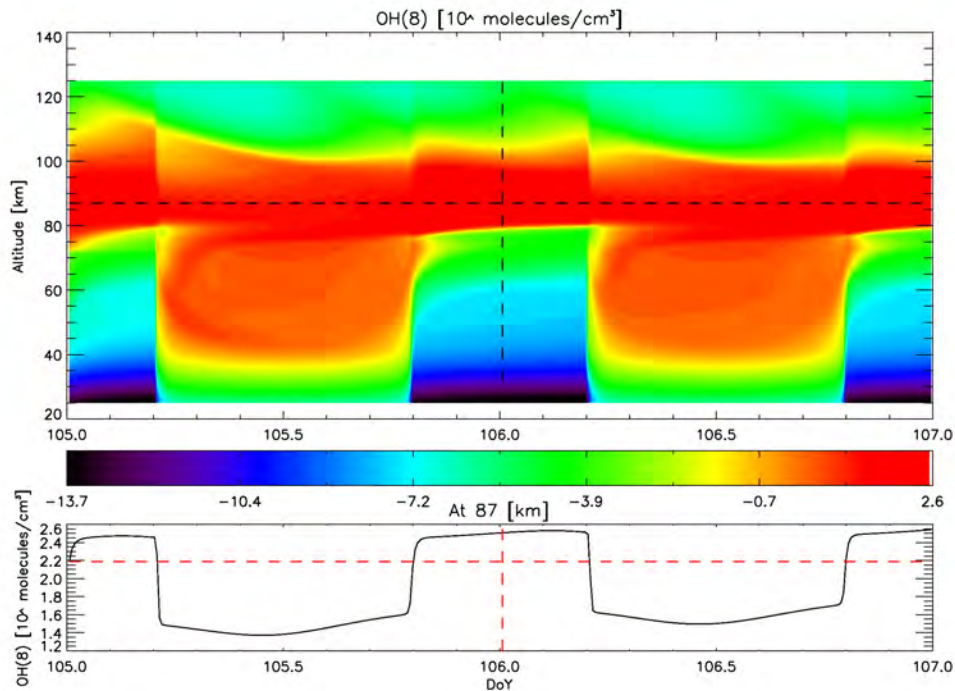 OH(8) [10^ molecules/cm³]
140
120
100
80
60
40
20
Altitude [km]
105.0 105.5 106.0 106.5 107.0
-13.7 -10.4 -7.2 -3.9 -0.7 2.6
At 87 [km]
2.6
2.4
2.2
2.0
1.8
1.6
1.4
1.2
OH(8) [10^ molecules/cm³]
105.0 105.5 106.0 106.5 107.0
DoY